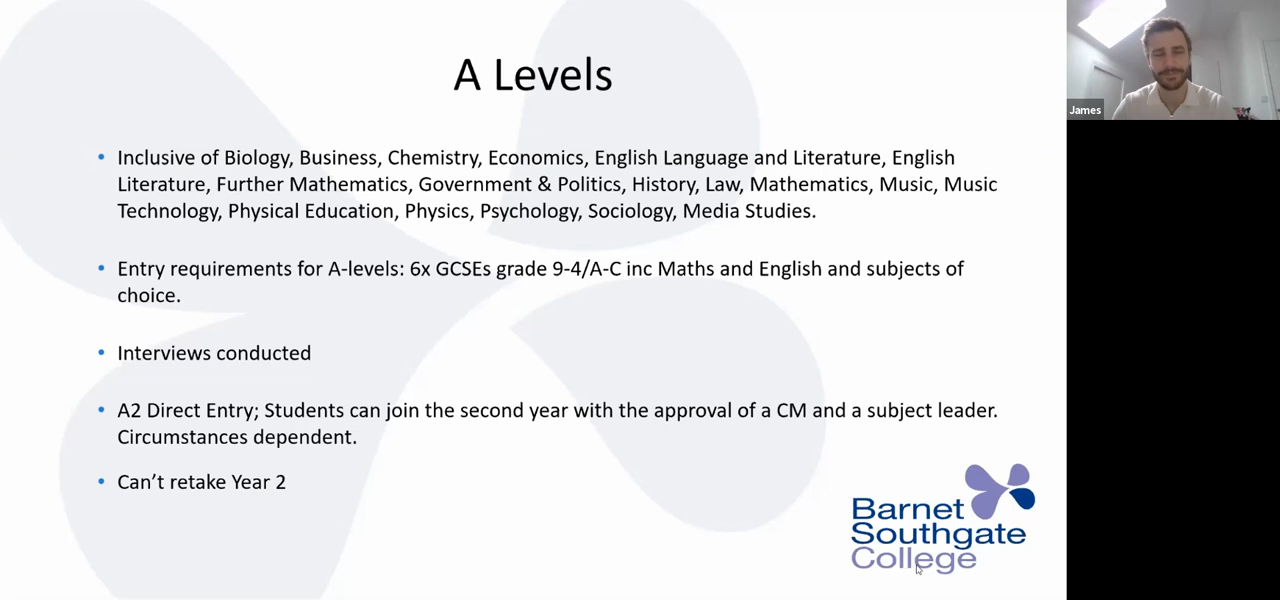 A Levels
James
• Inclusive of Biology, Business, Chemistry, Economics, English Language and Literature, English
Literature, Further Mathematics, Government & Politics, History, Law, Mathematics, Music, Music
Technology, Physical Education, Physics, Psychology, Sociology, Media Studies.
• Entry requirements for A-levels: 6x GCSEs grade 9-4/A-C inc Maths and English and subjects of
choice.
• Interviews conducted
• A2 Direct Entry; Students can join the second year with the approval of a CM and a subject leader.
Circumstances dependent.
• Can’t retake Year 2
Barnet
Southgate
College